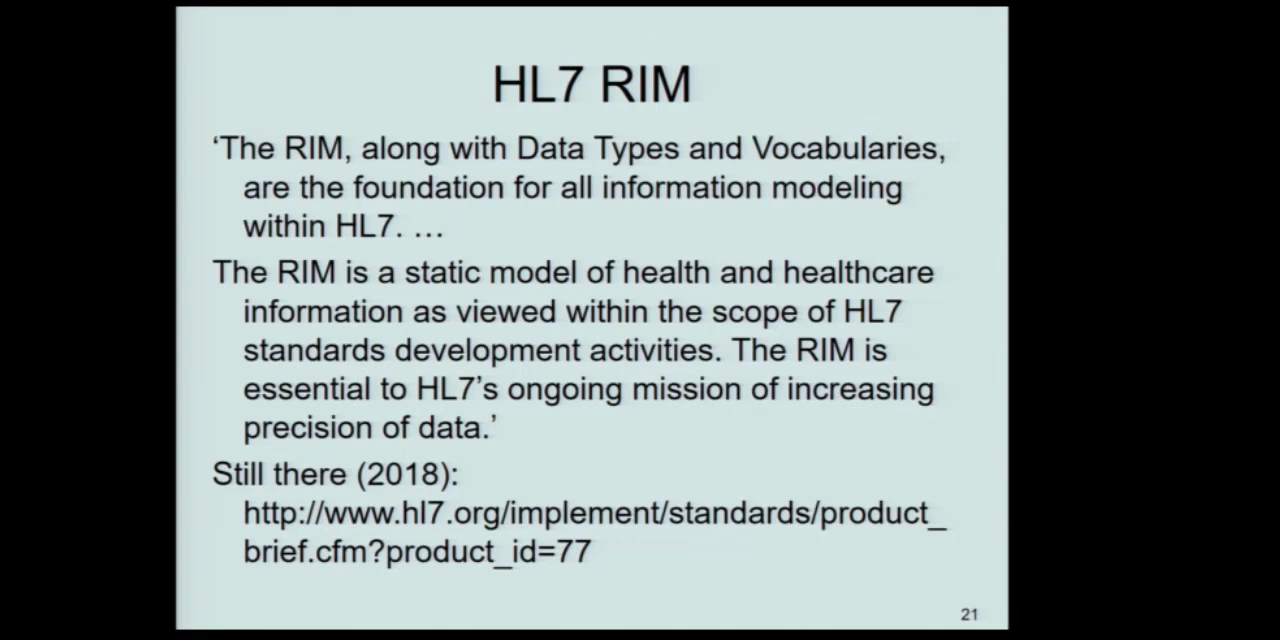 HL7 RIM
‘The RIM, along with Data Types and Vocabularies,
are the foundation for all information modeling
within HL7. …
The RIM is a static model of health and healthcare
information as viewed within the scope of HL7
standards development activities. The RIM is
essential to HL7’s ongoing mission of increasing
precision of data.’
Still there (2018):
http://www.hl7.org/implement/standards/product_
brief.cfm?product_id=77
21